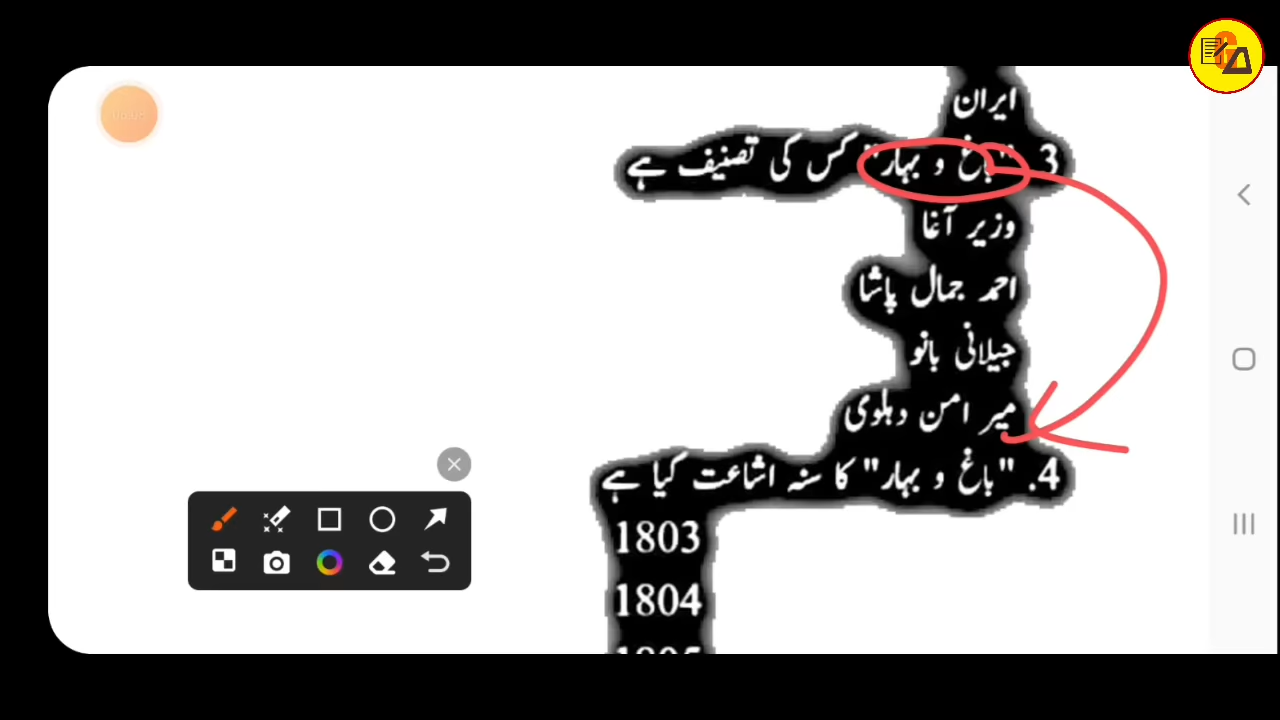 ایران
3. "باغ و بہار" کس کی تصنیف ہے
وزیر آغا
احمد جمال پاشا
جیلانی بانو
میر امن دہلوی
4. "باغ و بہار" کا سنہ اشاعت کیا ہے
1803
1804